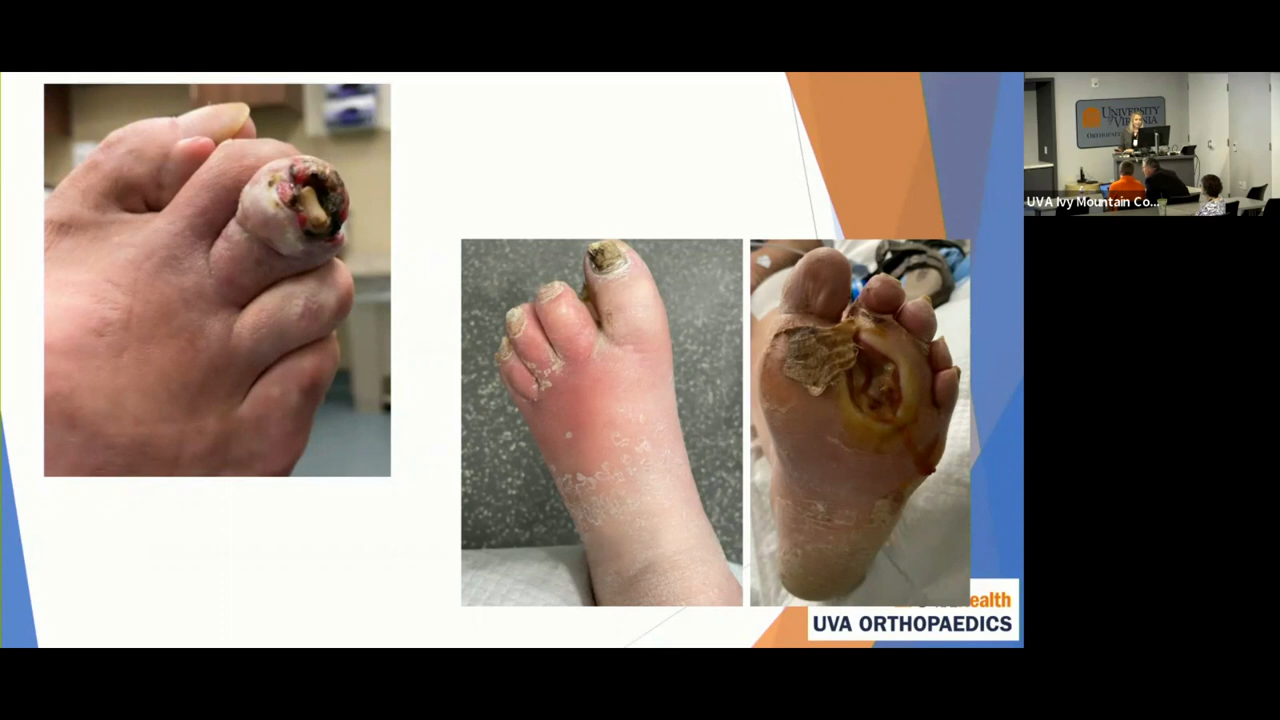 UNIVERSITY
of VIRGINIA
UVA Ivy Mountain Co...
ealth
UVA ORTHOPAEDICS